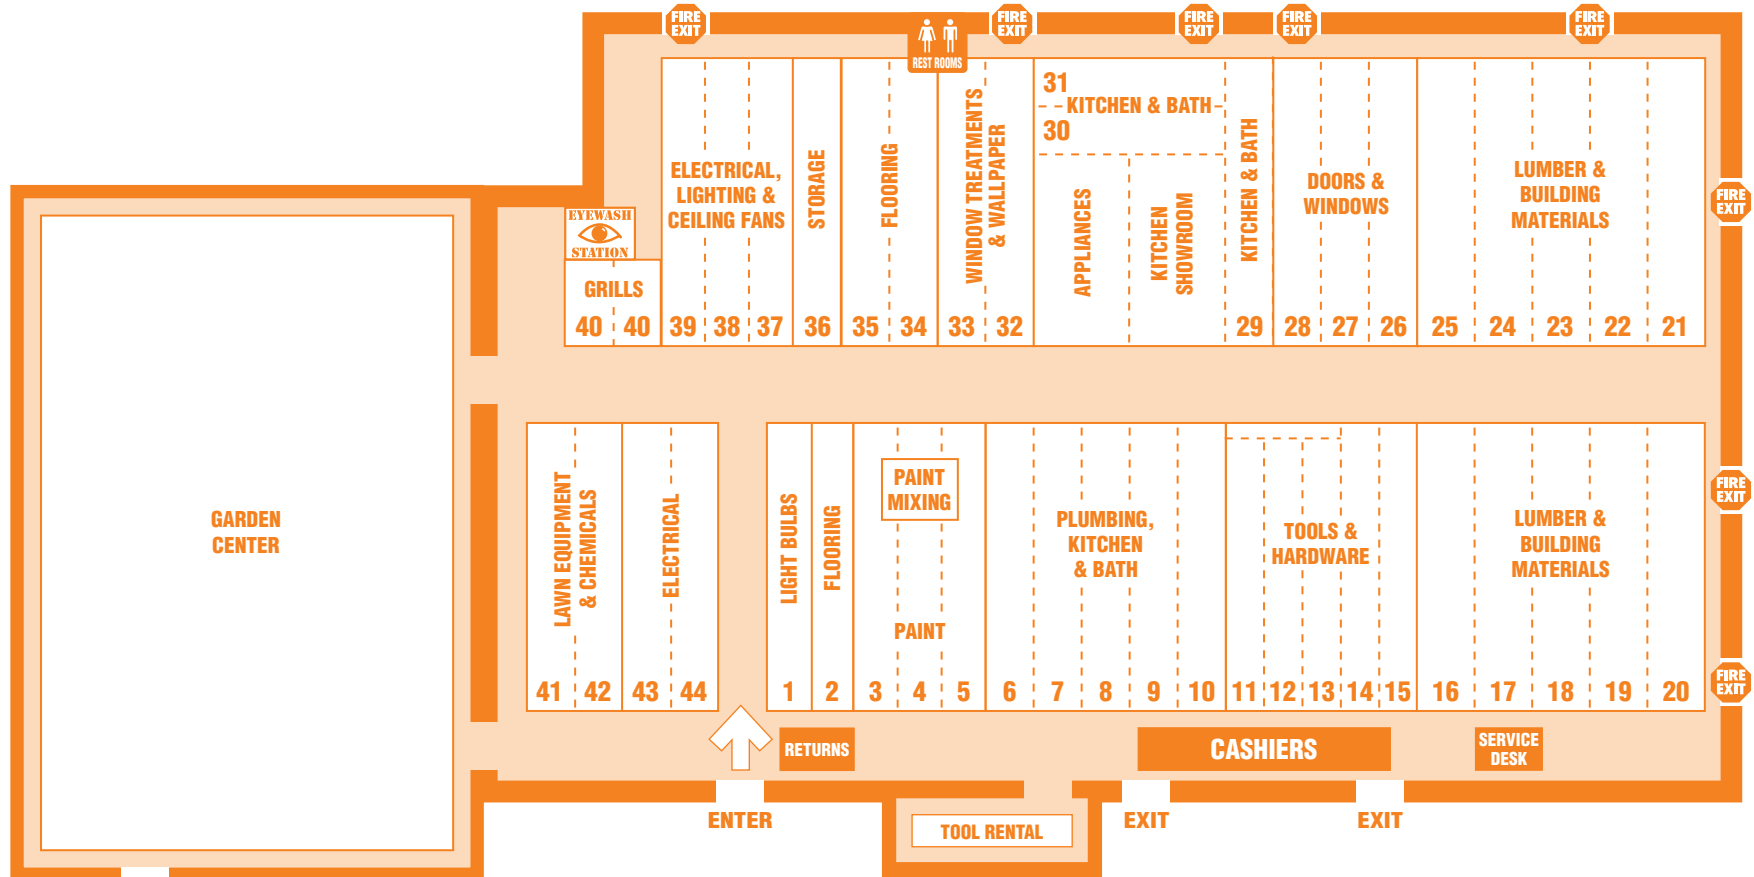 FIRE
EXIT
FIRE
EXIT
FIRE
EXIT
FIRE
EXIT
FIRE
EXIT
REST ROOMS
ELECTRICAL,
LIGHTING &
CEILING FANS
STORAGE
FLOORING
WINDOW TREATMENTS
& WALLPAPER
31
KITCHEN & BATH
30
APPLIANCES
KITCHEN
SHOWROOM
KITCHEN & BATH
DOORS &
WINDOWS
LUMBER &
BUILDING
MATERIALS
FIRE
EXIT
EYEWASH
STATION
GRILLS
40 40 39 38 37 36 35 34 33 32 29 28 27 26 25 24 23 22 21
GARDEN
CENTER
LAWN EQUIPMENT
& CHEMICALS
ELECTRICAL
LIGHT BULBS
FLOORING
PAINT
MIXING
PAINT
PLUMBING,
KITCHEN
& BATH
TOOLS &
HARDWARE
LUMBER &
BUILDING
MATERIALS
FIRE
EXIT
41 42 43 44 1 2 3 4 5 6 7 8 9 10 11 12 13 14 15 16 17 18 19 20
FIRE
EXIT
RETURNS
CASHIERS
SERVICE
DESK
ENTER
TOOL RENTAL
EXIT
EXIT